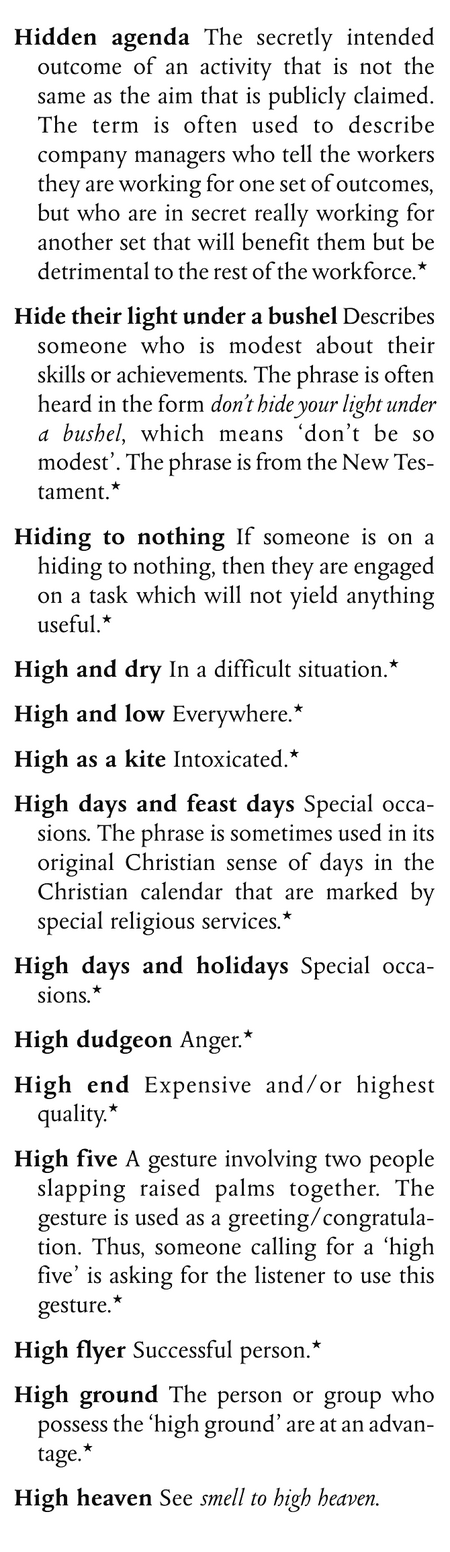 Hidden agenda The secretly intended
outcome of an activity that is not the
same as the aim that is publicly claimed.
The term is often used to describe
company managers who tell the workers
they are working for one set of outcomes,
but who are in secret really working for
another set that will benefit them but be
detrimental to the rest of the workforce.★
Hide their light under a bushel Describes
someone who is modest about their
skills or achievements. The phrase is often
heard in the form don't hide your light under
a bushel, which means ‘don't be so
modest’. The phrase is from the New Tes-
tament.★
Hiding to nothing If someone is on a
hiding to nothing, then they are engaged
on a task which will not yield anything
useful.★
High and dry In a difficult situation.★
High and low Everywhere.★
High as a kite Intoxicated.★
High days and feast days Special occa-
sions. The phrase is sometimes used in its
original Christian sense of days in the
Christian calendar that are marked by
special religious services.★
High days and holidays Special occa-
sions.★
High dudgeon Anger.★
High end Expensive and/or highest
quality.★
High five A gesture involving two people
slapping raised palms together. The
gesture is used as a greeting/congratula-
tion. Thus, someone calling for a ‘high
five’ is asking for the listener to use this
gesture.★
High flyer Successful person.★
High ground The person or group who
possess the ‘high ground’ are at an advan-
tage.★
High heaven See smell to high heaven.